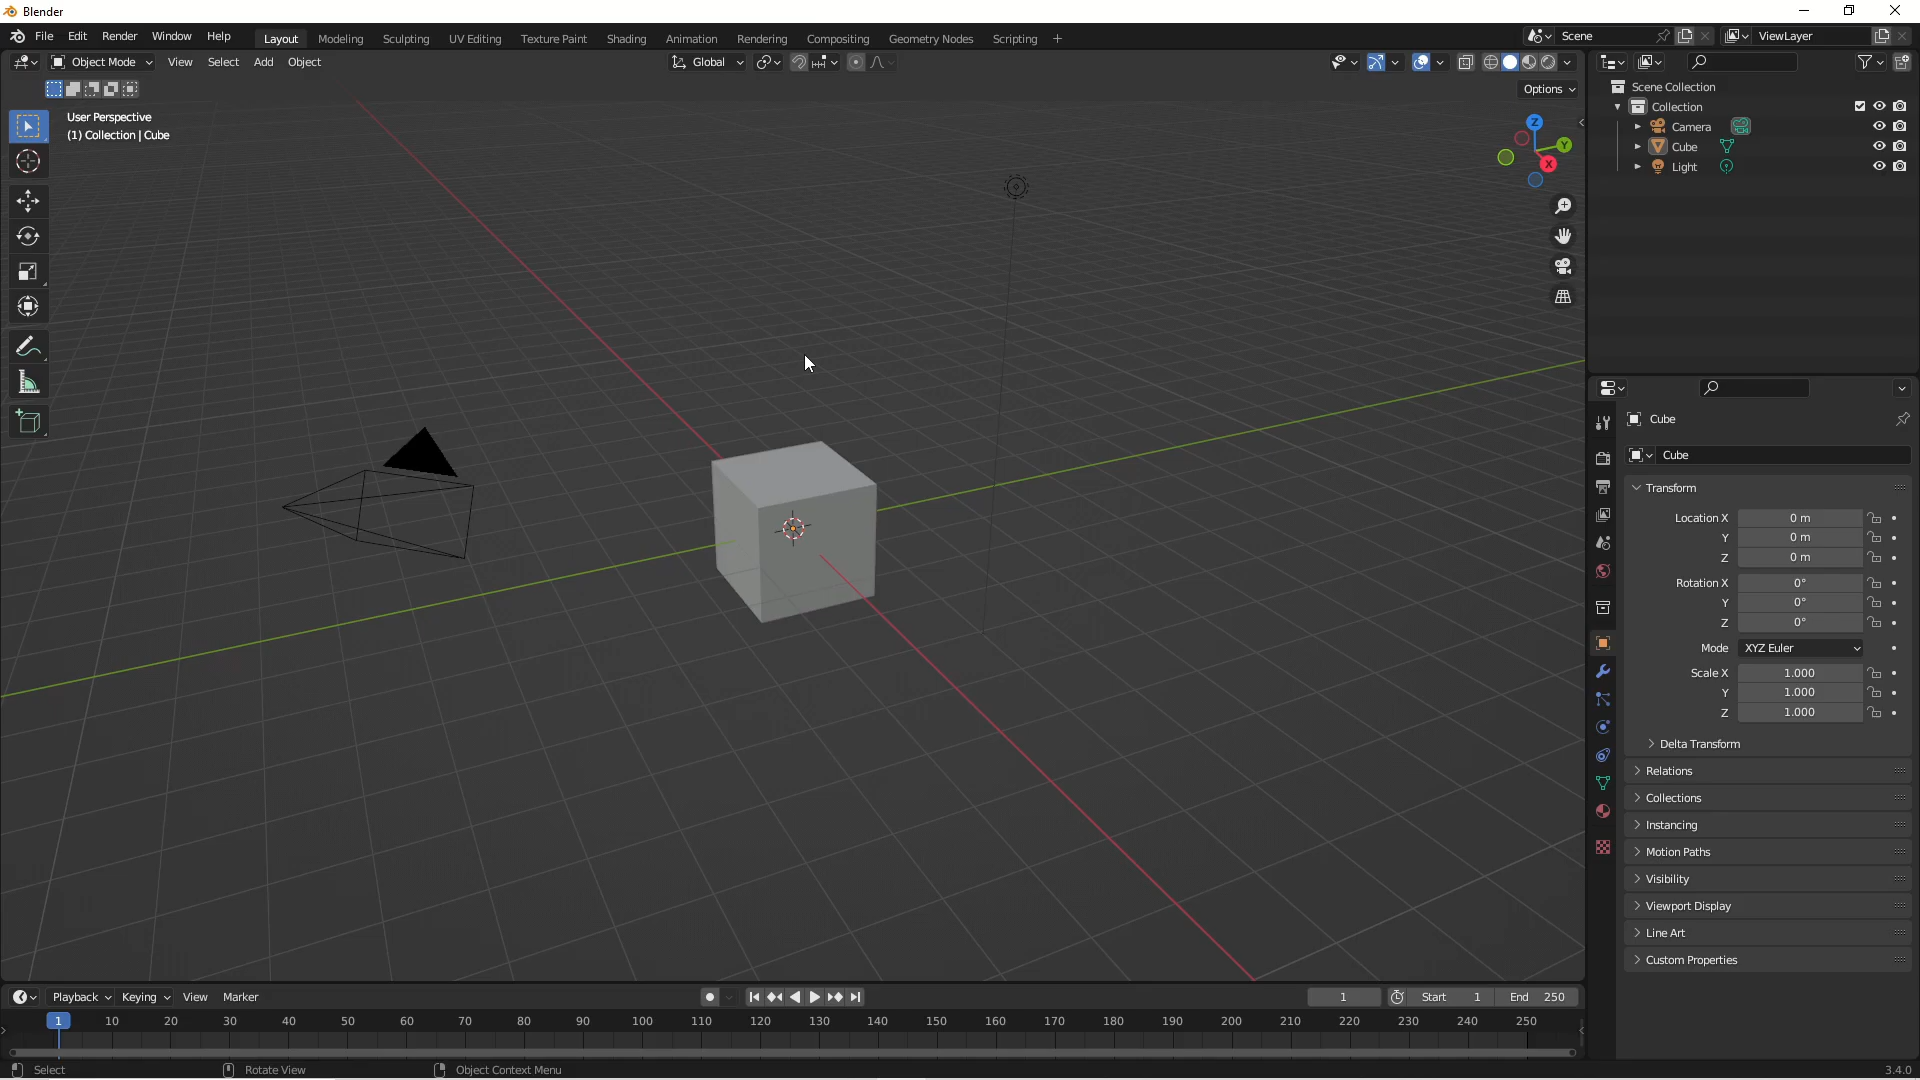 Blender
File Edit Render Window Help
Layout Modeling Sculpting UV Editing Texture Paint Shading Animation Rendering Compositing Geometry Nodes Scripting +
Scene
ViewLayer
Object Mode View Select Add Object
Global
Options
User Perspective
(1) Collection | Cube
Z
Y
X
Scene Collection
Collection
Camera
Cube
Light
Cube
Cube
Transform
Location X 0 m
Y 0 m
Z 0 m
Rotation X 0°
Y 0°
Z 0°
Mode XYZ Euler
Scale X 1.000
Y 1.000
Z 1.000
Delta Transform
Relations
Collections
Instancing
Motion Paths
Visibility
Viewport Display
Line Art
Custom Properties
Playback Keying View Marker
1 Start 1 End 250
1 10 20 30 40 50 60 70 80 90 100 110 120 130 140 150 160 170 180 190 200 210 220 230 240 250
Select Rotate View Object Context Menu 3.4.0